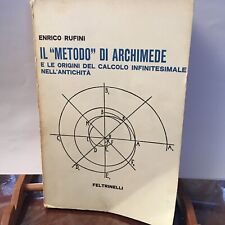 ENRICO RUFINI
IL "METODO" DI ARCHIMEDE
E LE ORIGINI DEL CALCOLO INFINITESIMALE
NELL'ANTICHITÀ
FELTRINELLI